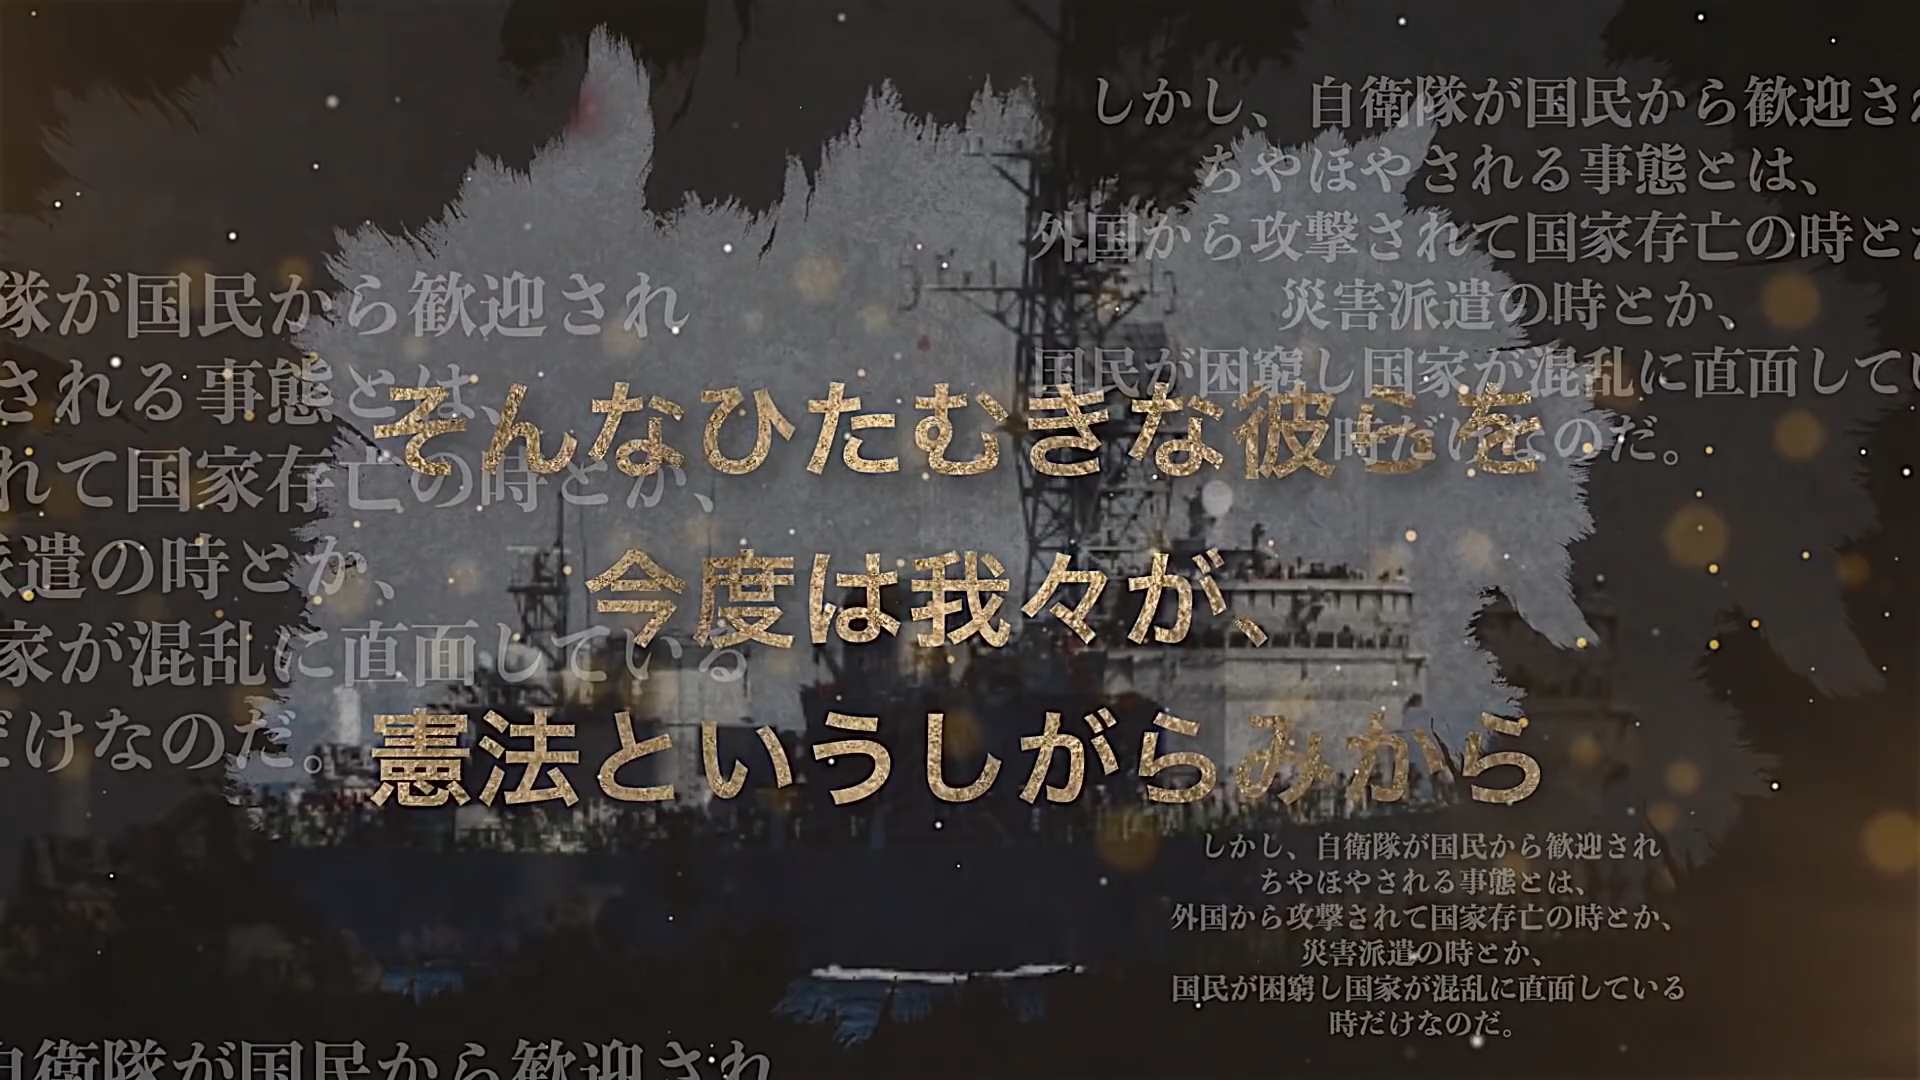 しかし、自衛隊が国民から歓迎され
ちやほやされる事態とは、
外国から攻撃されて国家存亡の時とか
災害派遣の時とか、
国民が困窮し国家が混乱に直面してい
時だけなのだ。
隊が国民から歓迎され
される事態とは、
れて国家存亡の時とか、
派遣の時とか、
家が混乱に直面している
だけなのだ。
そんなひたむきな彼らを
今度は我々が、
憲法というしがらみから
しかし、自衛隊が国民から歓迎され
ちやほやされる事態とは、
外国から攻撃されて国家存亡の時とか、
災害派遣の時とか、
国民が困窮し国家が混乱に直面している
時だけなのだ。
自衛隊が国民から歓迎され